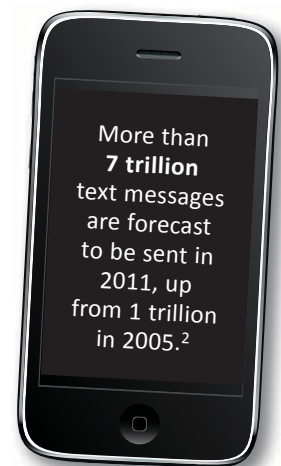 More than
7 trillion
text messages
are forecast
to be sent in
2011, up
from 1 trillion
in 2005.²